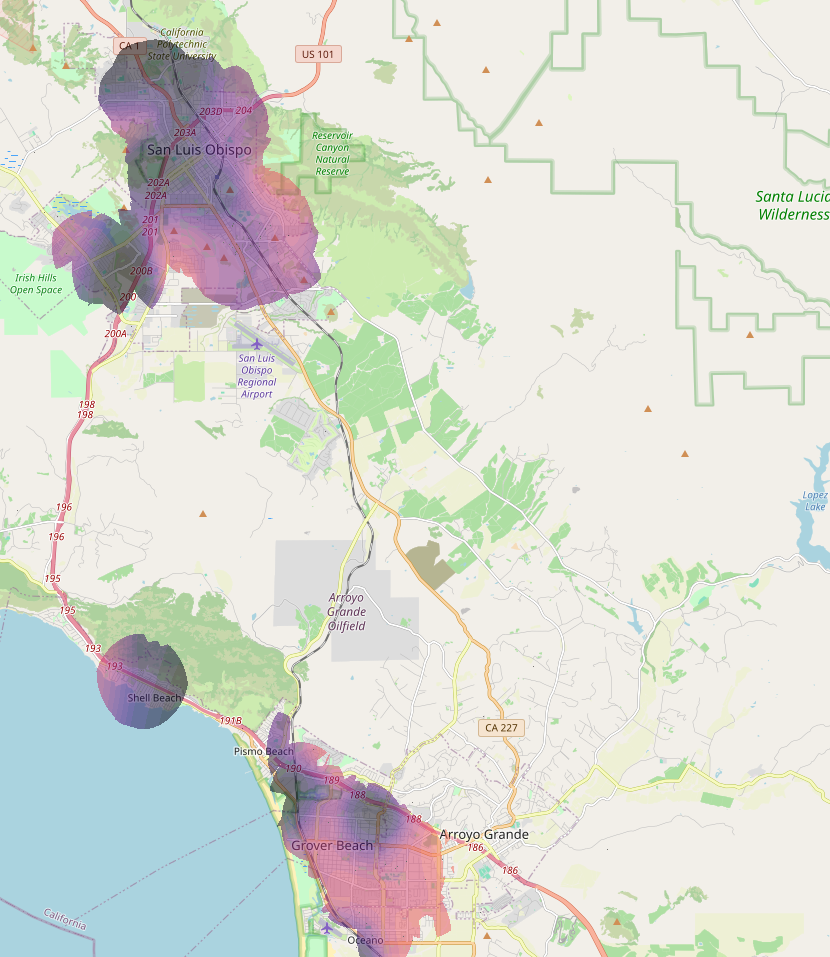 California
Polytechnic
State University
CA 1
US 101
203D
204
203A
San Luis Obispo
Reservoir
Canyon
Natural
Reserve
202A
202A
Santa Lucia
Wilderness
201
201
200B
Irish Hills
Open Space
200
200A
San Luis
Obispo
Regional
Airport
198
198
196
196
Lopez
Lake
195
195
Arroyo
Grande
Oilfield
193
193
Shell Beach
191B
CA 227
Pismo Beach
190
189
188
188
Arroyo Grande
Grover Beach
186
186
California
Oceano